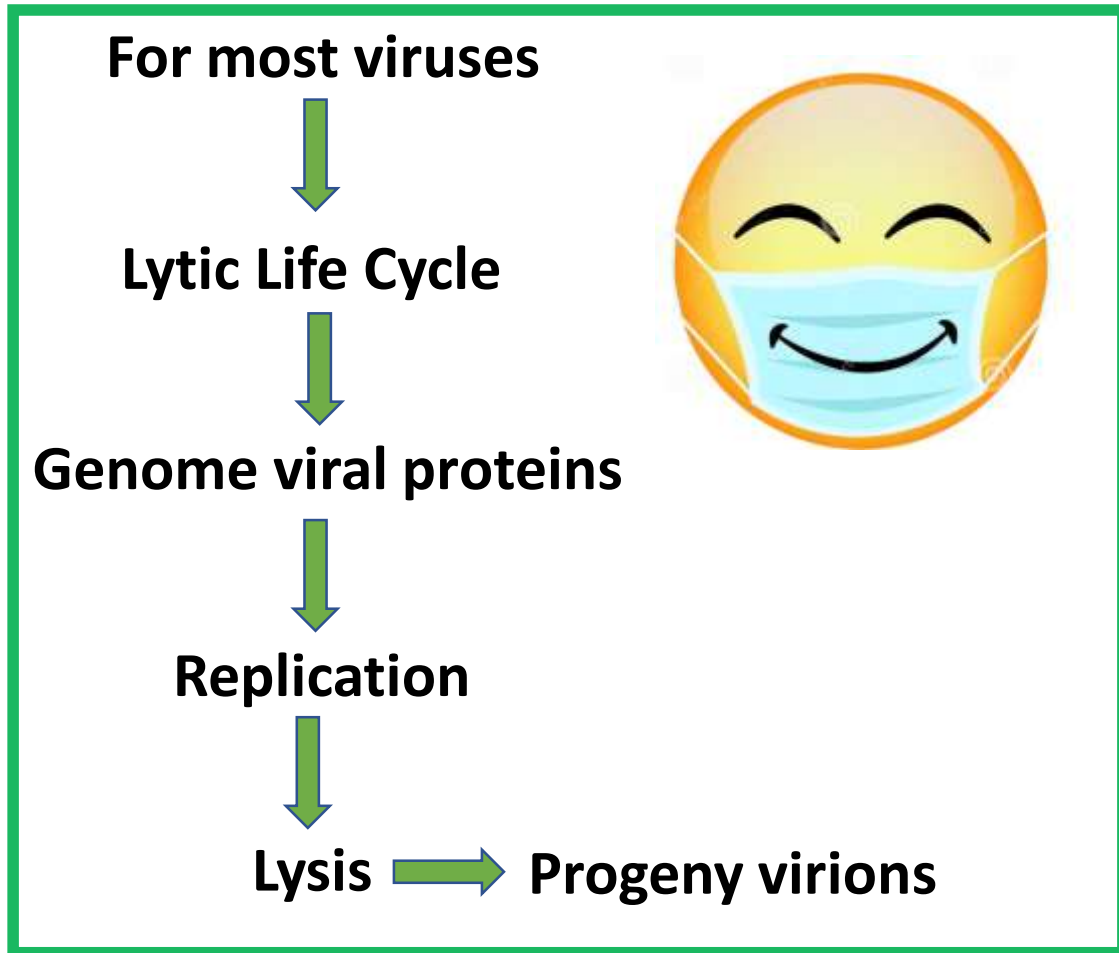 For most viruses
Lytic Life Cycle
Genome viral proteins
Replication
Lysis
Progeny virions